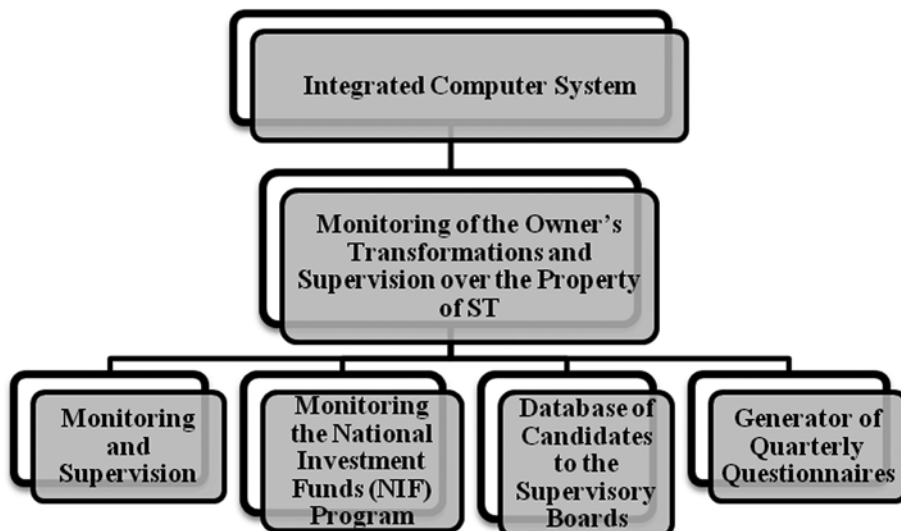 Integrated Computer System
Monitoring of the Owner’s
Transformations and
Supervision over the Property
of ST
Monitoring
and
Supervision
Monitoring
the National
Investment
Funds (NIF)
Program
Database of
Candidates
to the
Supervisory
Boards
Generator of
Quarterly
Questionnaires